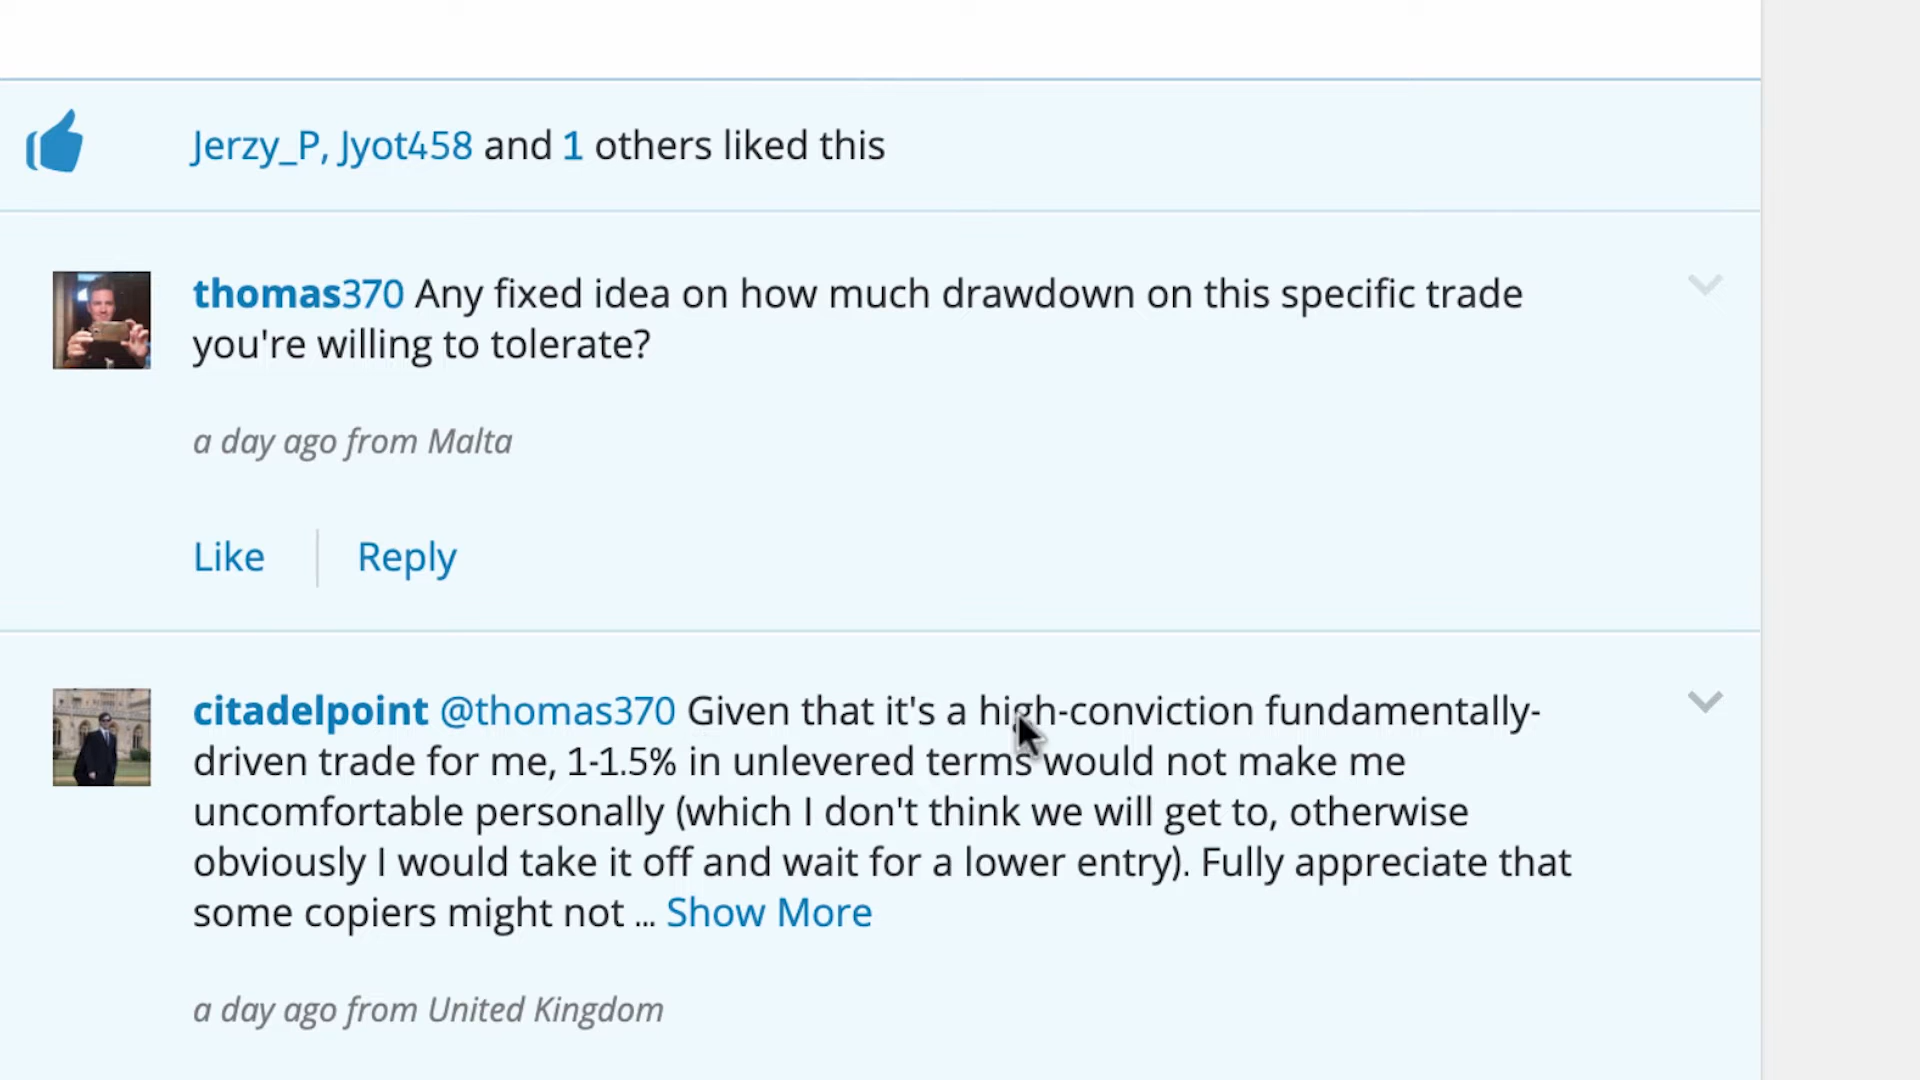 Jerzy_P, Jyot458 and 1 others liked this
thomas370 Any fixed idea on how much drawdown on this specific trade
you're willing to tolerate?
a day ago from Malta
Like Reply
citadelpoint @thomas370 Given that it's a high-conviction fundamentally-
driven trade for me, 1-1.5% in unlevered terms would not make me
uncomfortable personally (which I don't think we will get to, otherwise
obviously I would take it off and wait for a lower entry). Fully appreciate that
some copiers might not ... Show More
a day ago from United Kingdom